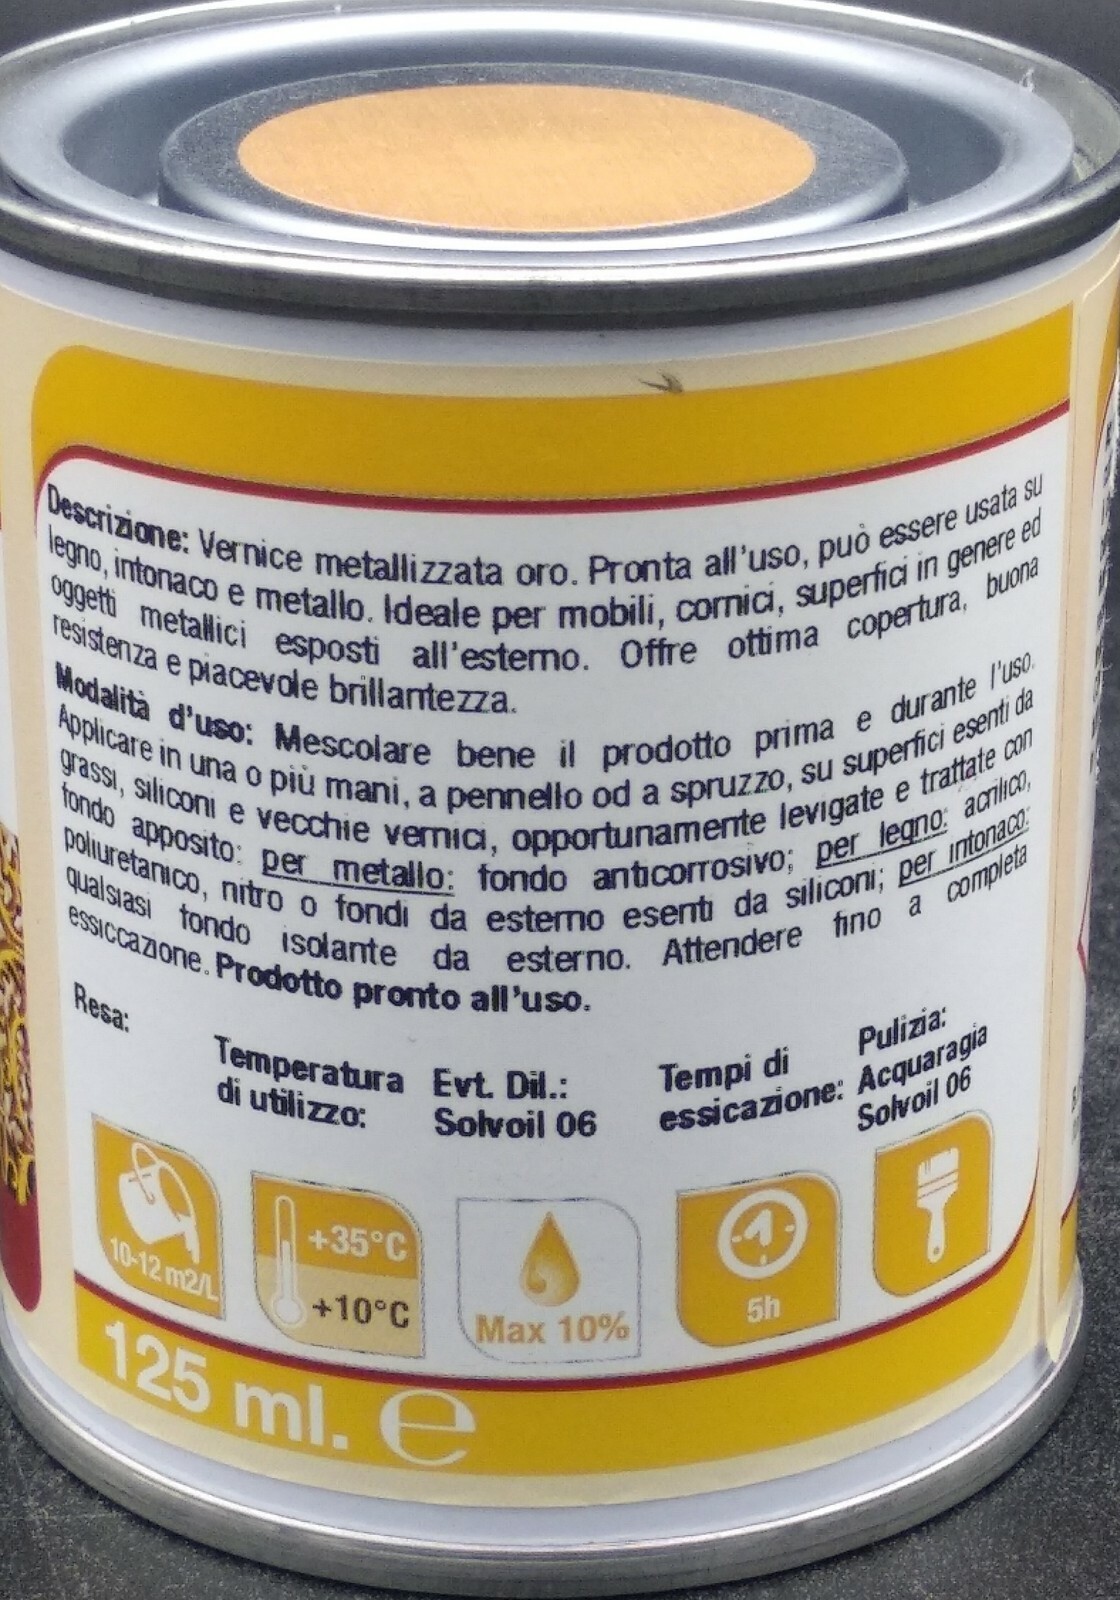 Descrizione: Vernice metallizzata oro. Pronta all'uso, può essere usata su
legno, intonaco e metallo. Ideale per mobili, cornici, superfici in genere ed
oggetti metallici esposti all'esterno. Offre ottima copertura, buona
resistenza e piacevole brillantezza.
Modalità d'uso: Mescolare bene il prodotto prima e durante l'uso.
Applicare in una o più mani, a pennello od a spruzzo, su superfici esenti da
grassi, siliconi e vecchie vernici, opportunamente levigate e trattate con
fondo apposito: per metallo: fondo anticorrosivo; per legno: acrilico,
poliuretanico, nitro o fondi da esterno esenti da siliconi; per intonaco:
qualsiasi fondo isolante da esterno. Attendere fino a completa
essiccazione. Prodotto pronto all'uso.
Resa:
Temperatura
di utilizzo:
Evt. Dil.:
Solvoil 06
Tempi di
essicazione:
Pulizia:
Acquaragia
Solvoil 06
10-12 m2/L
+35°C
+10°C
Max 10%
5h
125 ml. e